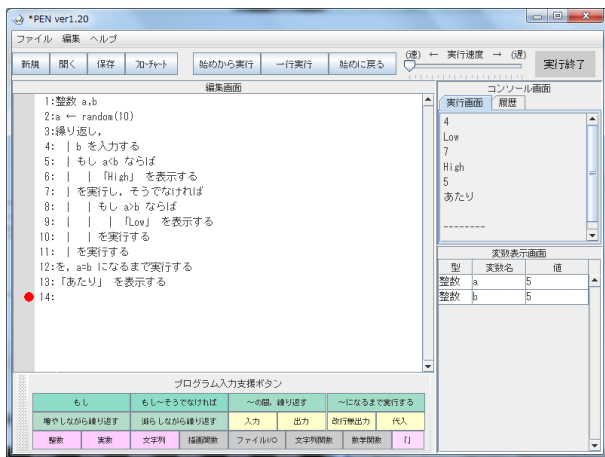 *PEN ver1.20
ファイル 編集 ヘルプ
新規 開く 保存 フローチャート 始めから実行 一行実行 始めに戻る (速) ← 実行速度 → (遅) 実行終了
編集画面
1:整数 a,b
2:a ← random(10)
3:繰り返し,
4: | b を入力する
5: | もし a<b ならば
6: | | 「High」 を表示する
7: | を実行し, そうでなければ
8: | | もし a>b ならば
9: | | | 「Low」 を表示する
10: | | を実行する
11: | を実行する
12:を, a=b になるまで実行する
13:「あたり」 を表示する
14:
コンソール画面
実行画面 履歴
4
Low
7
High
5
あたり
--------
変数表示画面
型 変数名 値
整数 a 5
整数 b 5
プログラム入力支援ボタン
もし もし~そうでなければ ~の間, 繰り返す ~になるまで実行する
増やしながら繰り返す 減らしながら繰り返す 入力 出力 改行無出力 代入
整数 実数 文字列 描画関数 ファイルI/O 文字列関数 数学関数 「」